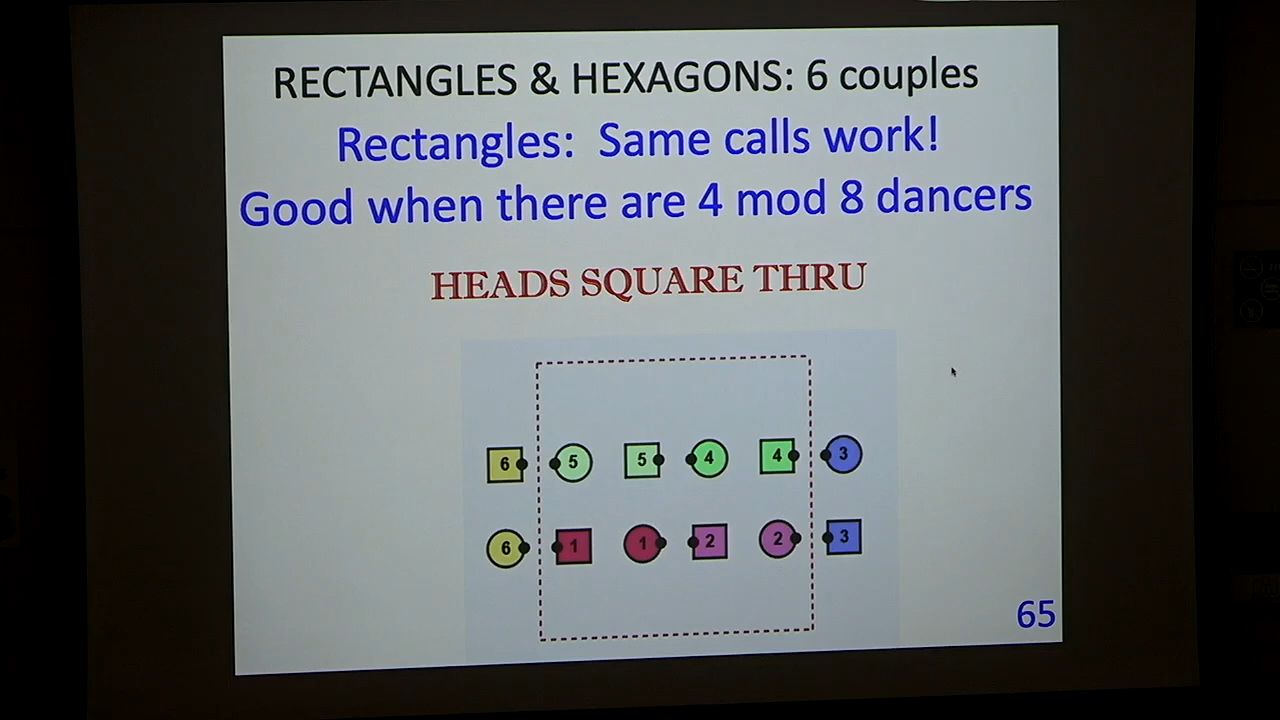 RECTANGLES & HEXAGONS: 6 couples
Rectangles: Same calls work!
Good when there are 4 mod 8 dancers
HEADS SQUARE THRU
6 5 5 4 4 3
6 1 1 2 2 3
65